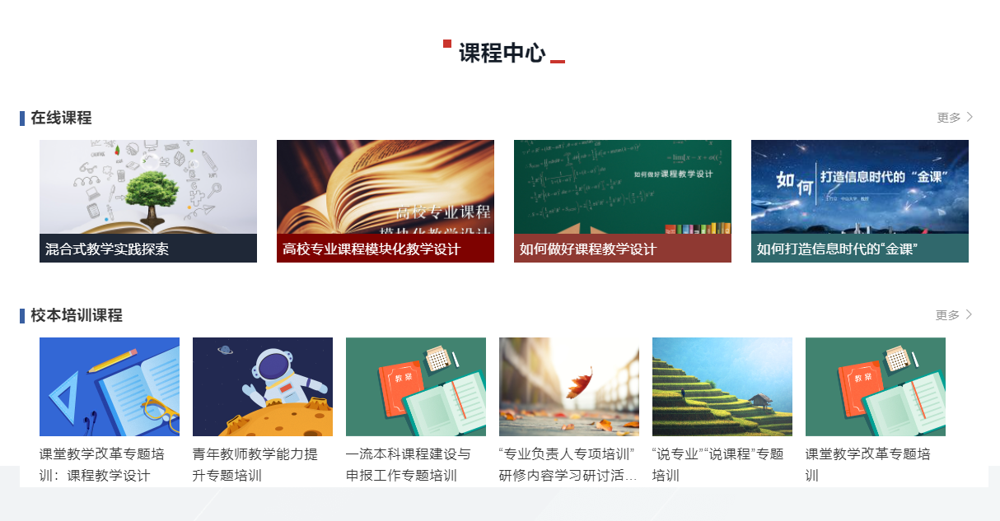 课程中心
在线课程
更多
高校专业课程
模块化教学设计
如何做好课程教学设计
如何
打造信息时代的“金课”
混合式教学实践探索
高校专业课程模块化教学设计
如何做好课程教学设计
如何打造信息时代的“金课”
校本培训课程
更多
教案
教案
课堂教学改革专题培
训：课程教学设计
青年教师教学能力提
升专题培训
一流本科课程建设与
申报工作专题培训
“专业负责人专项培训”
研修内容学习研讨活...
“说专业”“说课程”专题
培训
课堂教学改革专题培
训